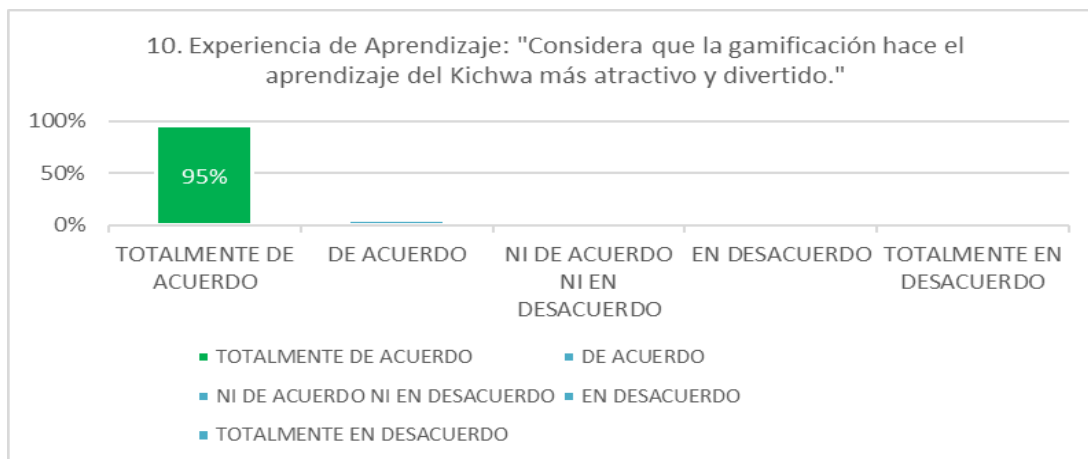 10. Experiencia de Aprendizaje: "Considera que la gamificación hace el
aprendizaje del Kichwa más atractivo y divertido."
100%
50%
0%
95%
TOTALMENTE DE
ACUERDO
DE ACUERDO
NI DE ACUERDO
NI EN
DESACUERDO
EN DESACUERDO
TOTALMENTE EN
DESACUERDO
TOTALMENTE DE ACUERDO
DE ACUERDO
NI DE ACUERDO NI EN DESACUERDO
EN DESACUERDO
TOTALMENTE EN DESACUERDO